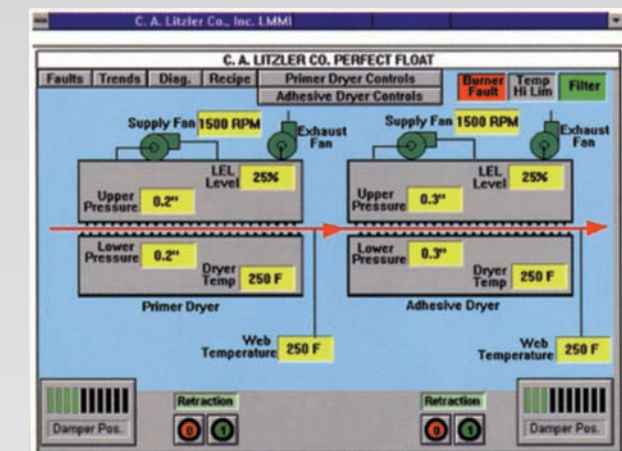 C. A. Litzler Co., Inc. LMMI
C. A. LITZLER CO. PERFECT FLOAT
Faults Trends Diag. Recipe Primer Dryer Controls Burner Fault Temp Hi Lim Filter
Adhesive Dryer Controls
Supply Fan 1500 RPM Exhaust Fan
Supply Fan 1500 RPM Exhaust Fan
LEL Level 25%
Upper Pressure 0.2"
LEL Level 25%
Upper Pressure 0.3"
Lower Pressure 0.2"
Dryer Temp 250 F
Lower Pressure 0.3"
Dryer Temp 250 F
Primer Dryer
Adhesive Dryer
Web Temperature 250 F
Web Temperature 250 F
Retraction
Retraction
Damper Pos.
0 1
0 1
Damper Pos.